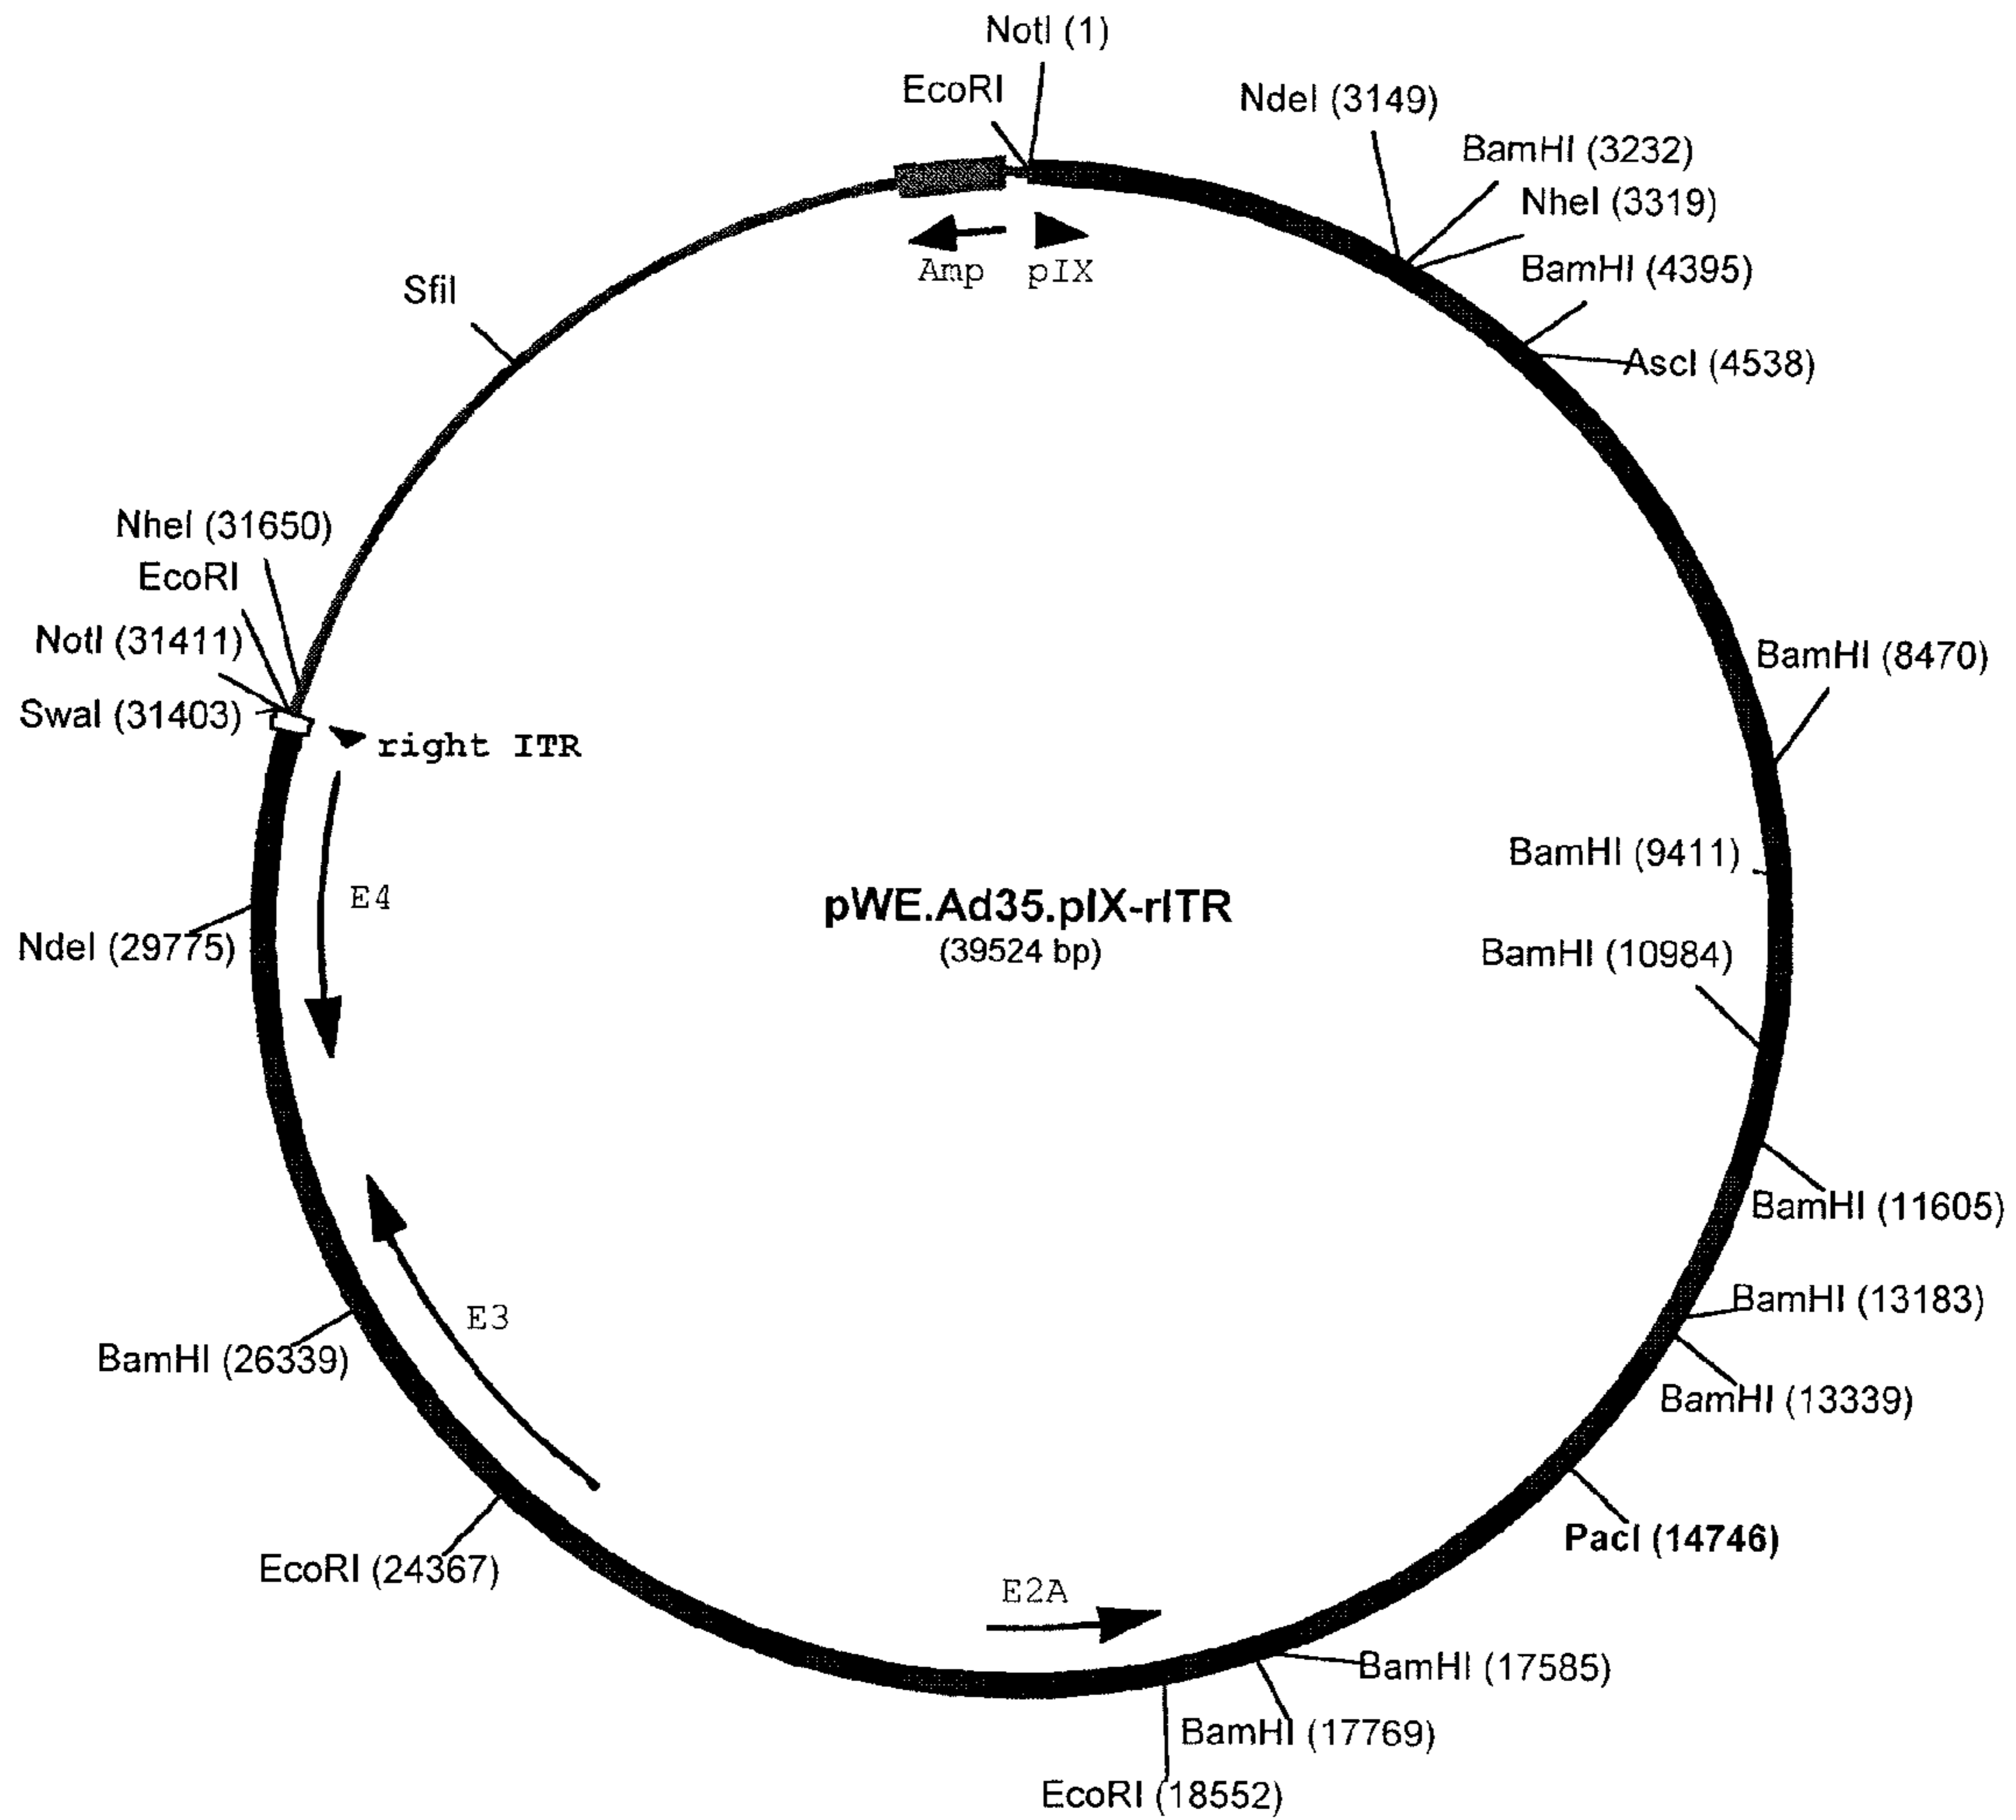 NotI (1)
EcoRI
NdeI (3149)
BamHI (3232)
NheI (3319)
BamHI (4395)
AscI (4538)
Amp
pIX
SfiI
NheI (31650)
EcoRI
NotI (31411)
SwaI (31403)
right ITR
BamHI (8470)
BamHI (9411)
E4
pWE.Ad35.pIX-rITR
(39524 bp)
NdeI (29775)
BamHI (10984)
BamHI (11605)
BamHI (13183)
E3
BamHI (26339)
BamHI (13339)
PacI (14746)
EcoRI (24367)
E2A
BamHI (17585)
BamHI (17769)
EcoRI (18552)